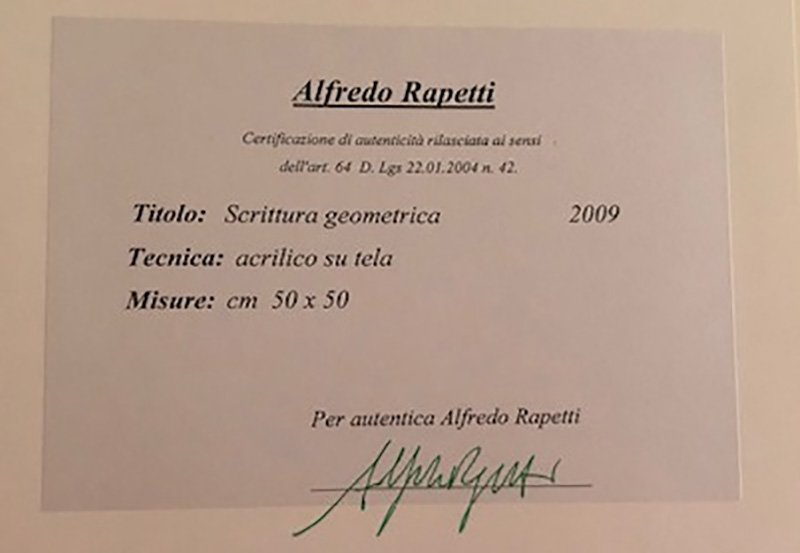 Alfredo Rapetti
Certificazione di autenticità rilasciata ai sensi
dell'art. 64 D. Lgs 22.01.2004 n. 42.
Titolo: Scrittura geometrica 2009
Tecnica: acrilico su tela
Misure: cm 50 x 50
Per autentica Alfredo Rapetti